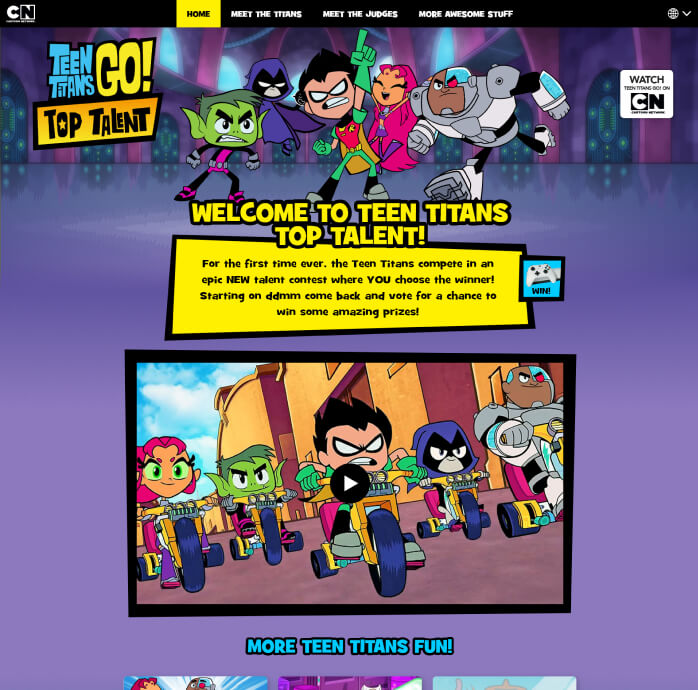 CN
CARTOON NETWORK
HOME
MEET THE TITANS
MEET THE JUDGES
MORE AWESOME STUFF
TEEN
TITANS
GO!
TOP TALENT
WATCH
TEEN TITANS GO! ON
CN
CARTOON NETWORK
WELCOME TO TEEN TITANS
TOP TALENT!
For the first time ever, the Teen Titans compete in an
epic NEW talent contest where YOU choose the winner!
Starting on ddmm come back and vote for a chance to
win some amazing prizes!
WIN!
MORE TEEN TITANS FUN!